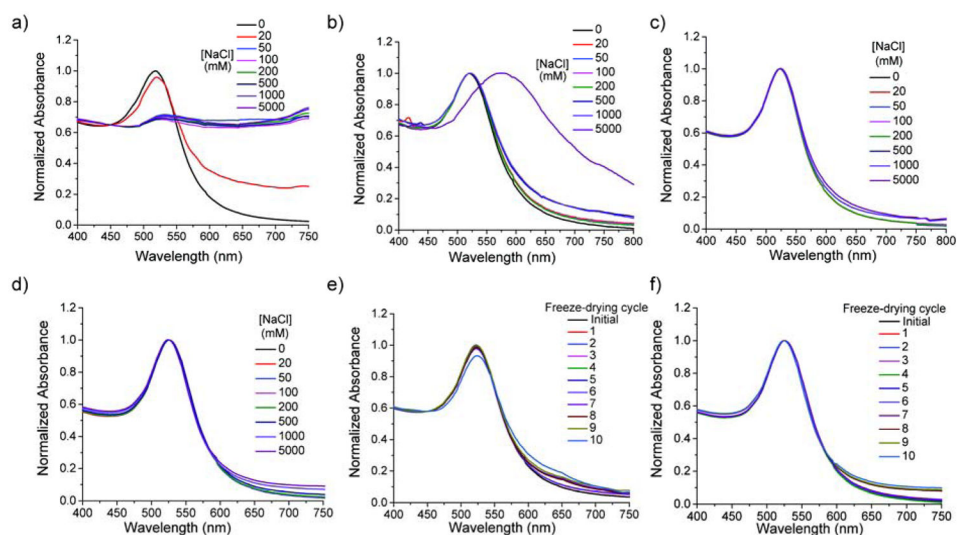 a)
[NaCl]
(mM)
0
20
50
100
200
500
1000
5000
1.2
1.0
0.8
0.6
0.4
0.2
0.0
400 450 500 550 600 650 700 750
Normalized Absorbance
Wavelength (nm)
b)
[NaCl]
(mM)
0
20
50
100
200
500
1000
5000
1.2
1.0
0.8
0.6
0.4
0.2
0.0
400 450 500 550 600 650 700 750 800
Normalized Absorbance
Wavelength (nm)
c)
[NaCl]
(mM)
0
20
50
100
200
500
1000
5000
1.2
1.0
0.8
0.6
0.4
0.2
0.0
400 450 500 550 600 650 700 750 800
Normalized Absorbance
Wavelength (nm)
d)
[NaCl]
(mM)
0
20
50
100
200
500
1000
5000
1.2
1.0
0.8
0.6
0.4
0.2
0.0
400 450 500 550 600 650 700 750
Normalized Absorbance
Wavelength (nm)
e)
Freeze-drying cycle
Initial
1
2
3
4
5
6
7
8
9
10
1.2
1.0
0.8
0.6
0.4
0.2
0.0
400 450 500 550 600 650 700 750
Normalized Absorbance
Wavelength (nm)
f)
Freeze-drying cycle
Initial
1
2
3
4
5
6
7
8
9
10
1.2
1.0
0.8
0.6
0.4
0.2
0.0
400 450 500 550 600 650 700 750
Normalized Absorbance
Wavelength (nm)